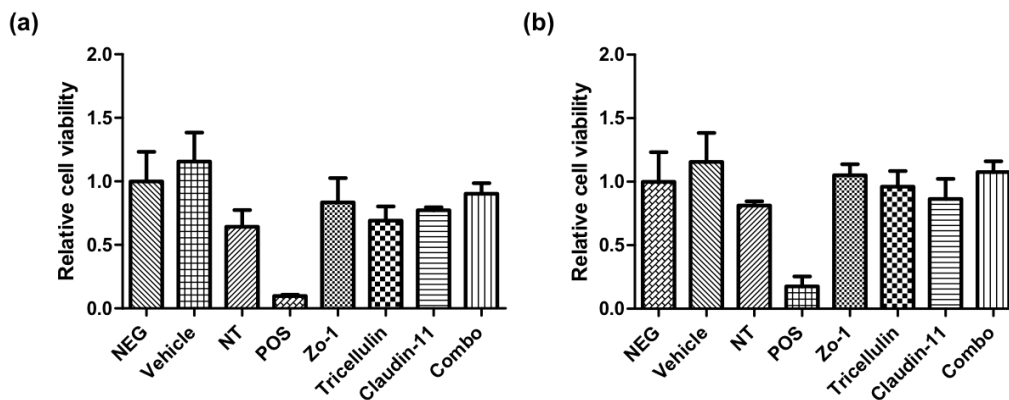 (a)
Relative cell viability
2.0
1.5
1.0
0.5
0.0
NEG
Vehicle
NT
POS
Zo-1
Tricellulin
Claudin-11
Combo
(b)
Relative cell viability
2.0
1.5
1.0
0.5
0.0
NEG
Vehicle
NT
POS
Zo-1
Tricellulin
Claudin-11
Combo